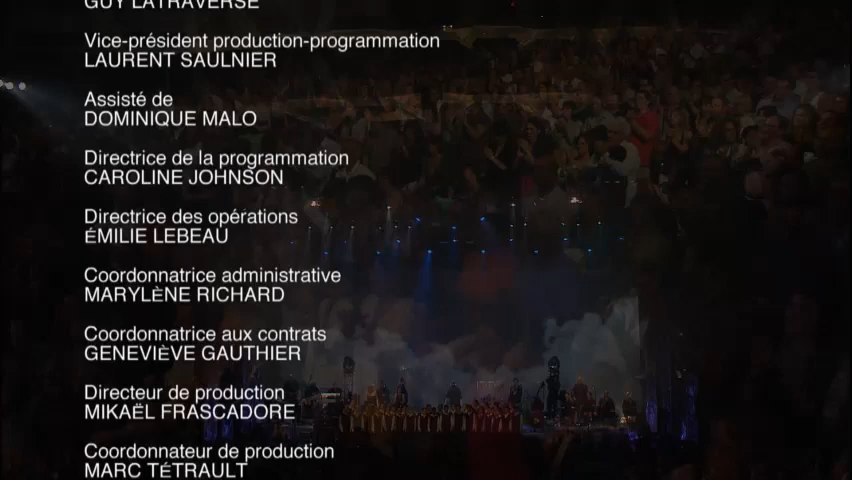 GUY LATRAVERSE
Vice-président production-programmation
LAURENT SAULNIER
Assisté de
DOMINIQUE MALO
Directrice de la programmation
CAROLINE JOHNSON
Directrice des opérations
ÉMILIE LEBEAU
Coordonnatrice administrative
MARYLÈNE RICHARD
Coordonnatrice aux contrats
GENEVIÈVE GAUTHIER
Directeur de production
MIKAËL FRASCADORE
Coordonnateur de production
MARC TÉTRAULT